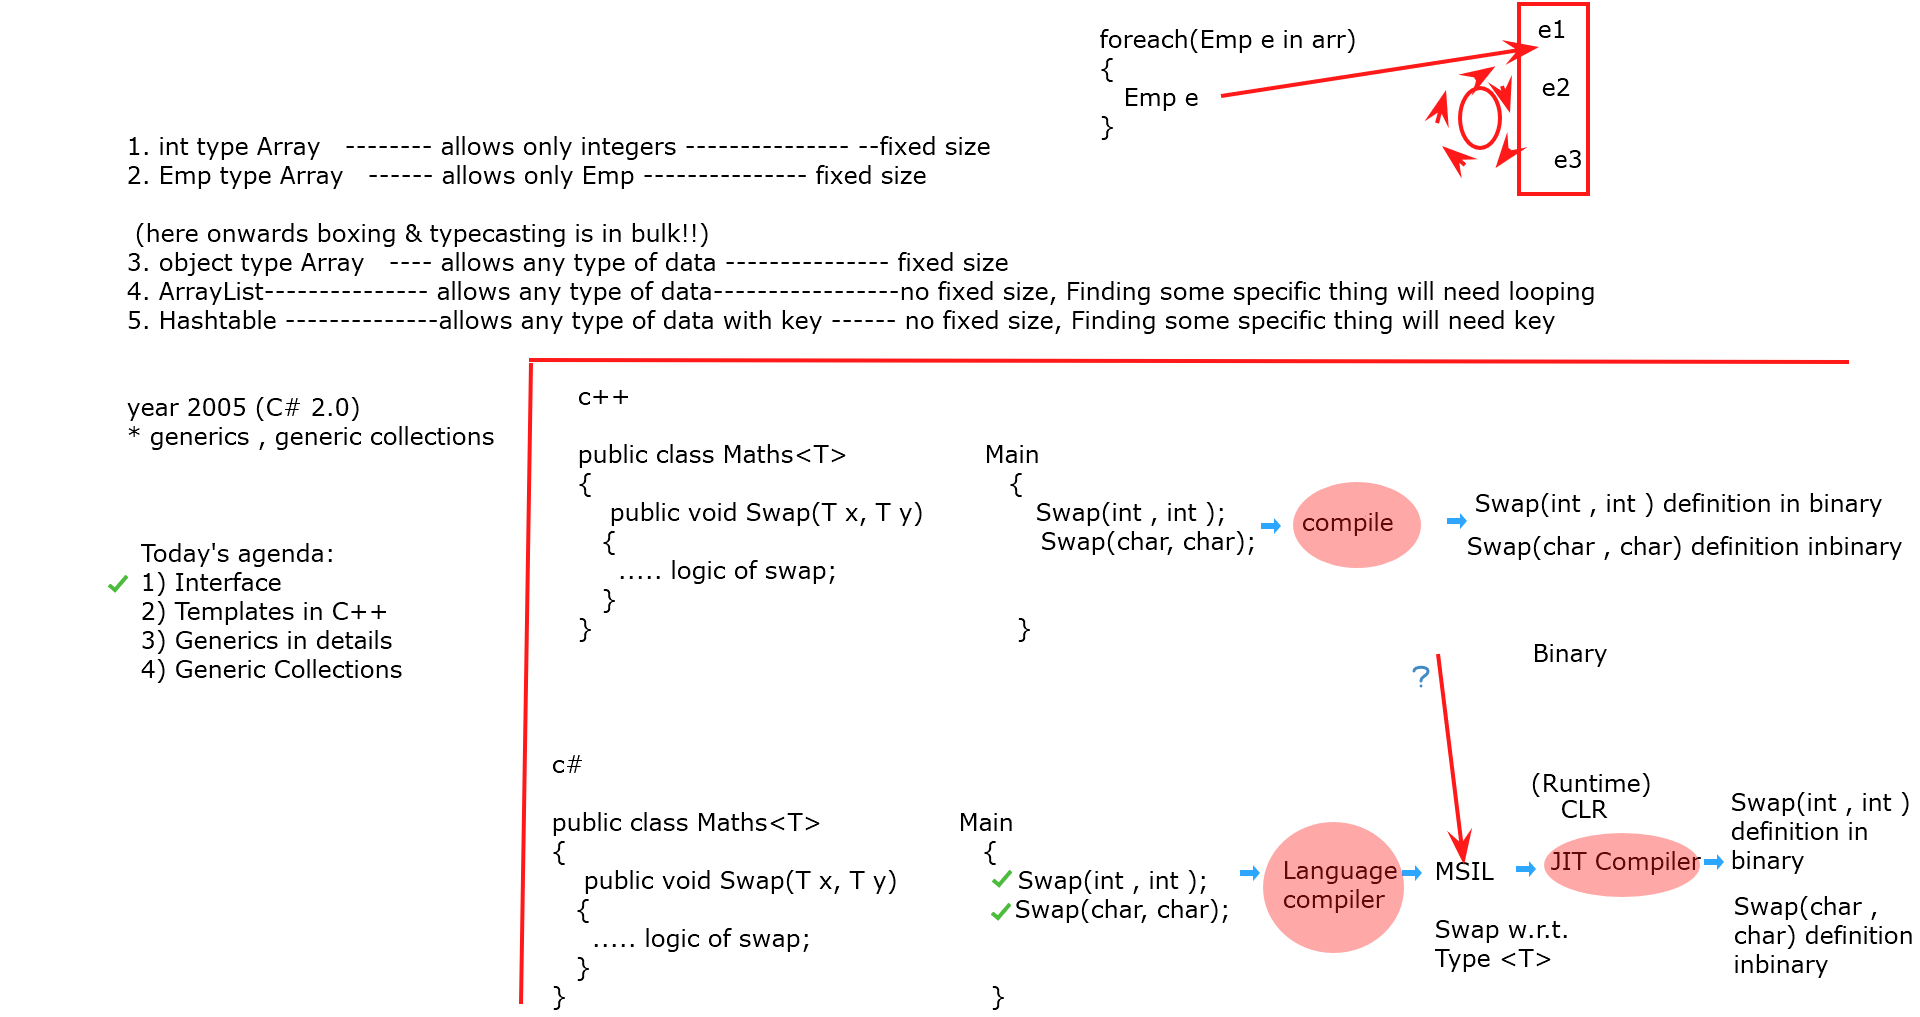 foreach(Emp e in arr)
{
Emp e
}
e1
e2
e3
1. int type Array -------- allows only integers --------------- --fixed size
2. Emp type Array ------ allows only Emp --------------- fixed size
(here onwards boxing & typecasting is in bulk!!)
3. object type Array ---- allows any type of data --------------- fixed size
4. ArrayList--------------- allows any type of data-----------------no fixed size, Finding some specific thing will need looping
5. Hashtable --------------allows any type of data with key ------ no fixed size, Finding some specific thing will need key
year 2005 (C# 2.0)
* generics , generic collections
Today's agenda:
1) Interface
2) Templates in C++
3) Generics in details
4) Generic Collections
c++
public class Maths<T>
{
public void Swap(T x, T y)
{
..... logic of swap;
}
}
Main
{
Swap(int , int );
Swap(char, char);
}
compile
Swap(int , int ) definition in binary
Swap(char , char) definition inbinary
Binary
?
c#
public class Maths<T>
{
public void Swap(T x, T y)
{
..... logic of swap;
}
}
Main
{
Swap(int , int );
Swap(char, char);
}
Language
compiler
MSIL
Swap w.r.t.
Type <T>
(Runtime)
CLR
JIT Compiler
Swap(int , int )
definition in
binary
Swap(char ,
char) definition
inbinary